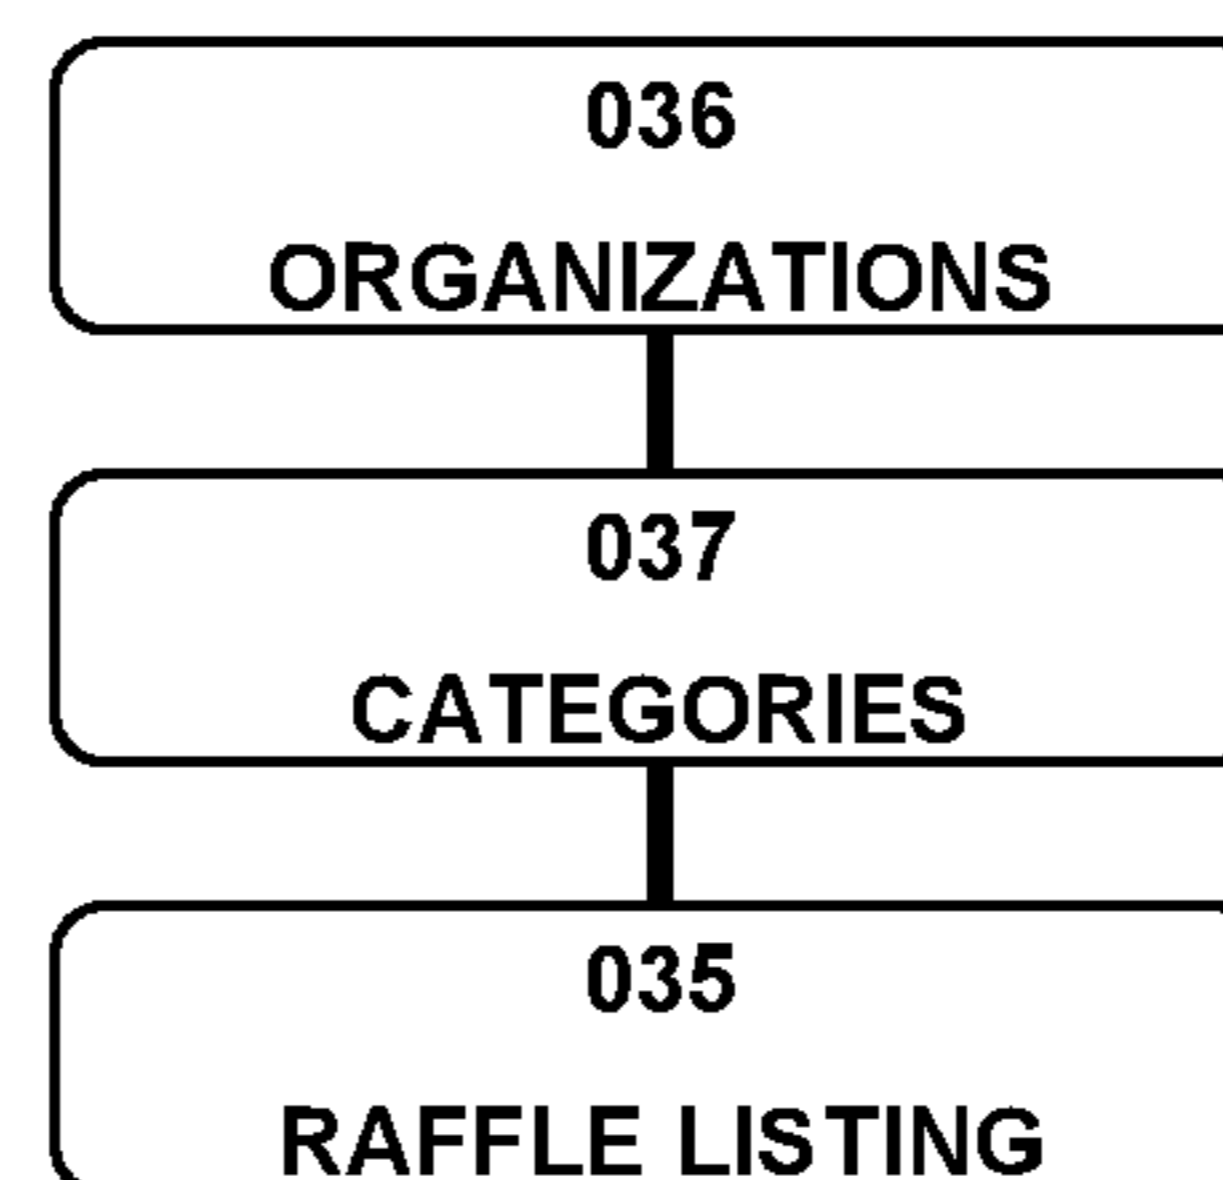 036
ORGANIZATIONS
037
CATEGORIES
035
RAFFLE LISTING